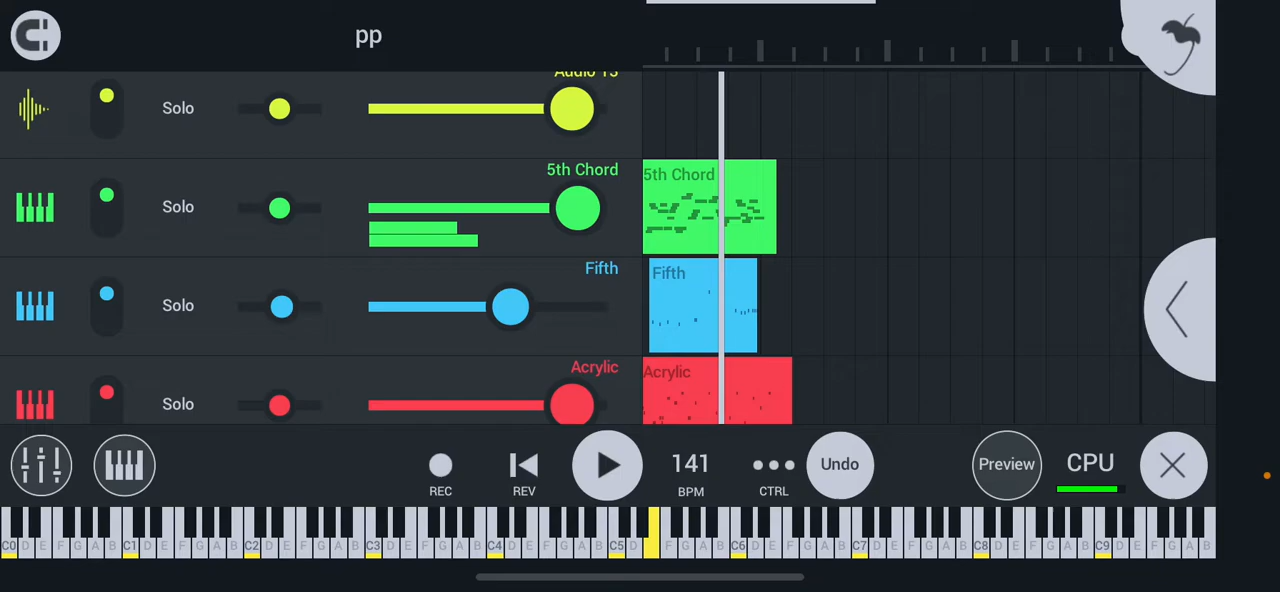 pp
Audio 13
Solo
5th Chord
5th Chord
Solo
Fifth
Fifth
Solo
Acrylic
Acrylic
Solo
REC
REV
141
BPM
CTRL
Undo
Preview
CPU
C0 D E F G A B C1 D E F G A B C2 D E F G A B C3 D E F G A B C4 D E F G A B C5 D F G A B C6 D E F G A B C7 D E F G A B C8 D E F G A B C9 D E F G A B